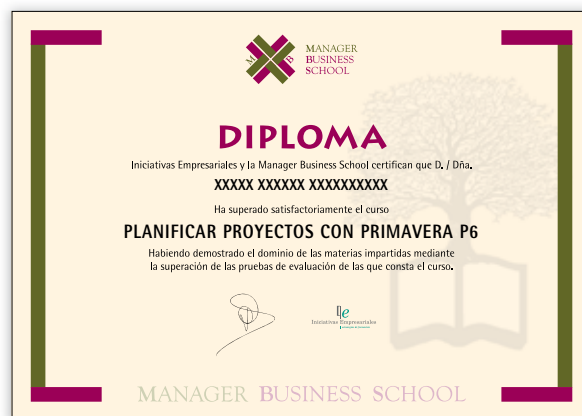 M B
MANAGER
BUSINESS
SCHOOL
DIPLOMA
Iniciativas Empresariales y la Manager Business School certifican que D. / Dña.
XXXXX XXXXXX XXXXXXXXXX
Ha superado satisfactoriamente el curso
PLANIFICAR PROYECTOS CON PRIMAVERA P6
Habiendo demostrado el dominio de las materias impartidas mediante
la superación de las pruebas de evaluación de las que consta el curso.
Iniciativas Empresariales
MANAGER BUSINESS SCHOOL